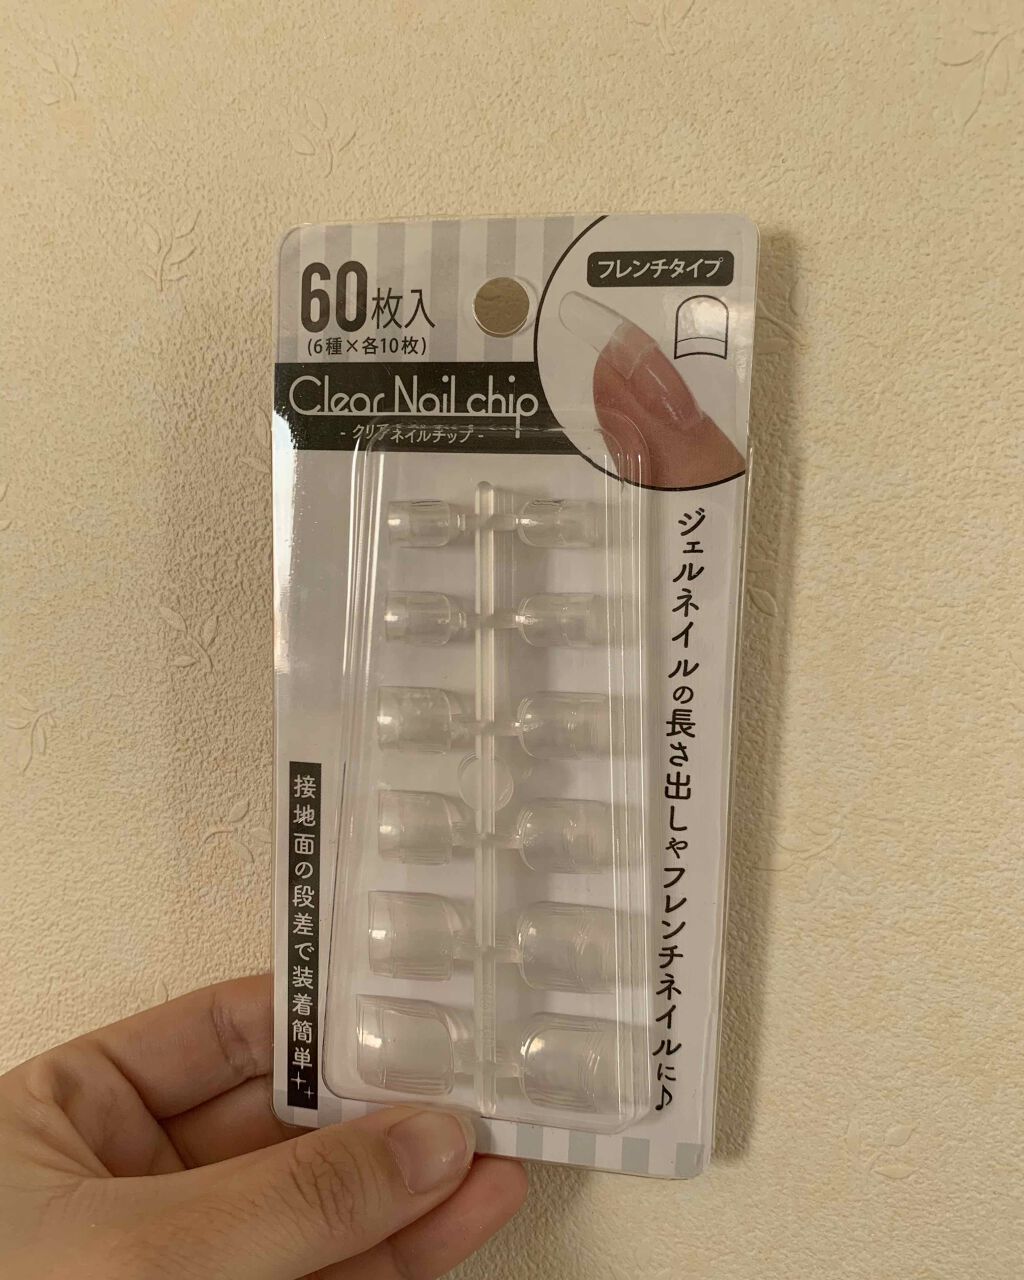 60枚入
(6種×各10枚)
フレンチタイプ
Clear Nail chip
- クリアネイルチップ -
ジェルネイルの長さ出しやフレンチネイルに♪
接地面の段差で装着簡単